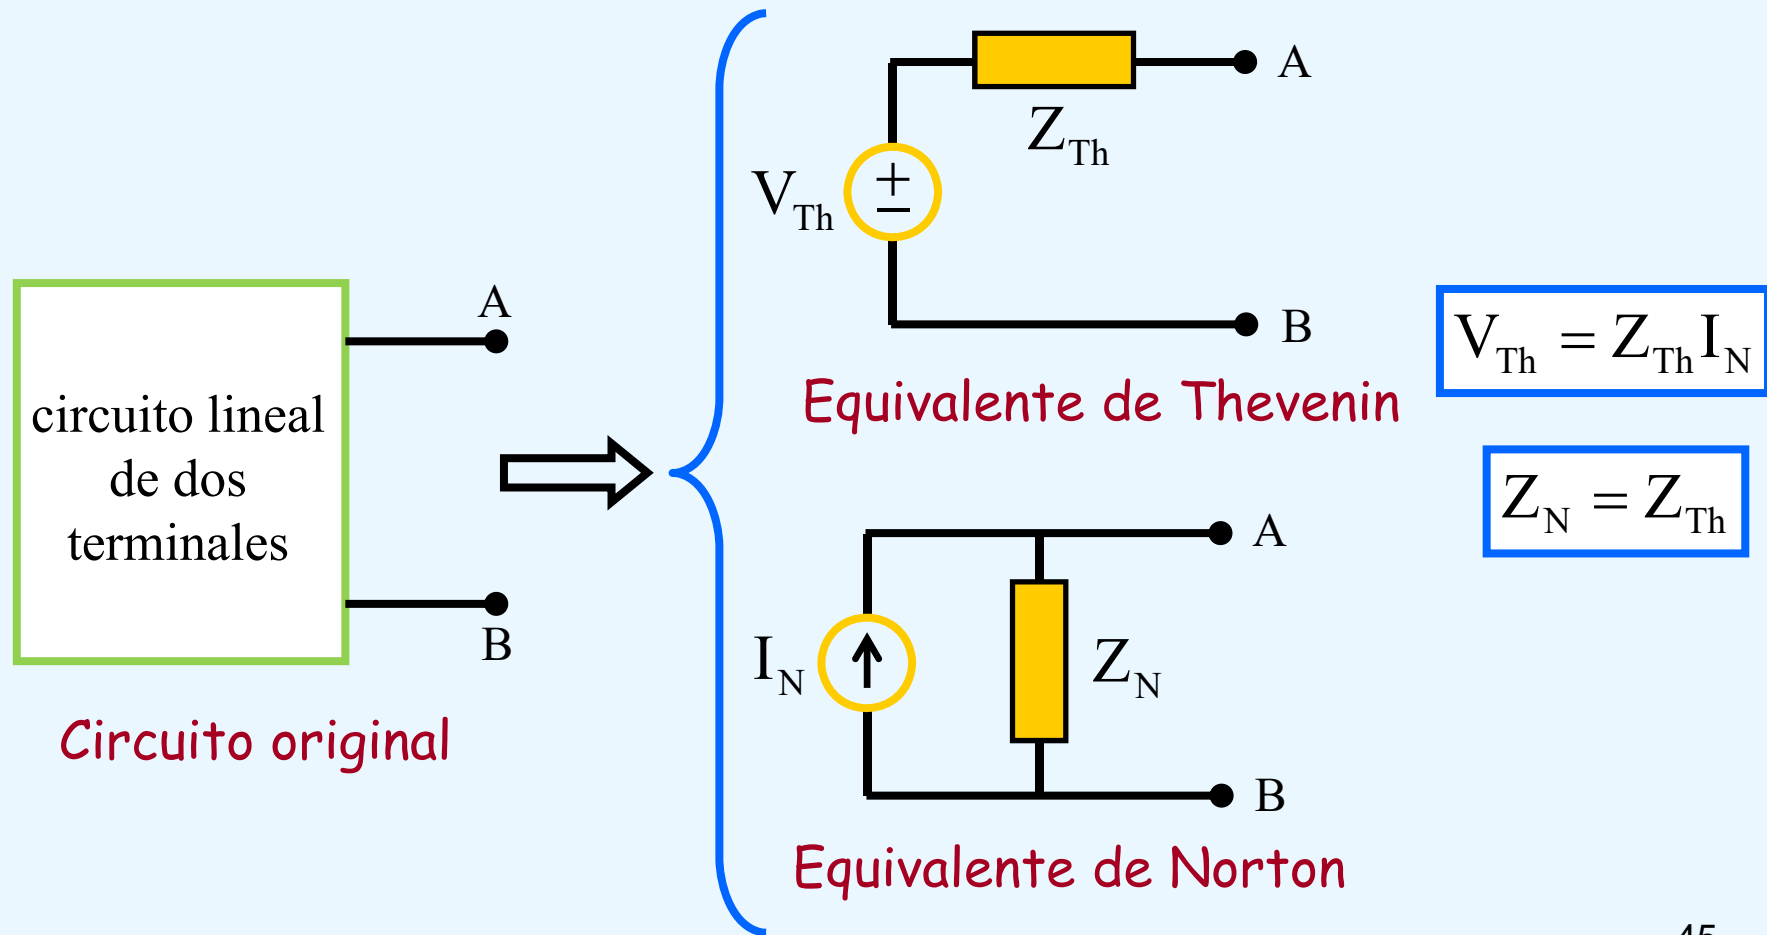 circuito lineal
de dos
terminales
A
B
Circuito original
V_Th
+
−
Z_Th
A
B
Equivalente de Thevenin
I_N
Z_N
A
B
Equivalente de Norton
V_Th = Z_Th I_N
Z_N = Z_Th